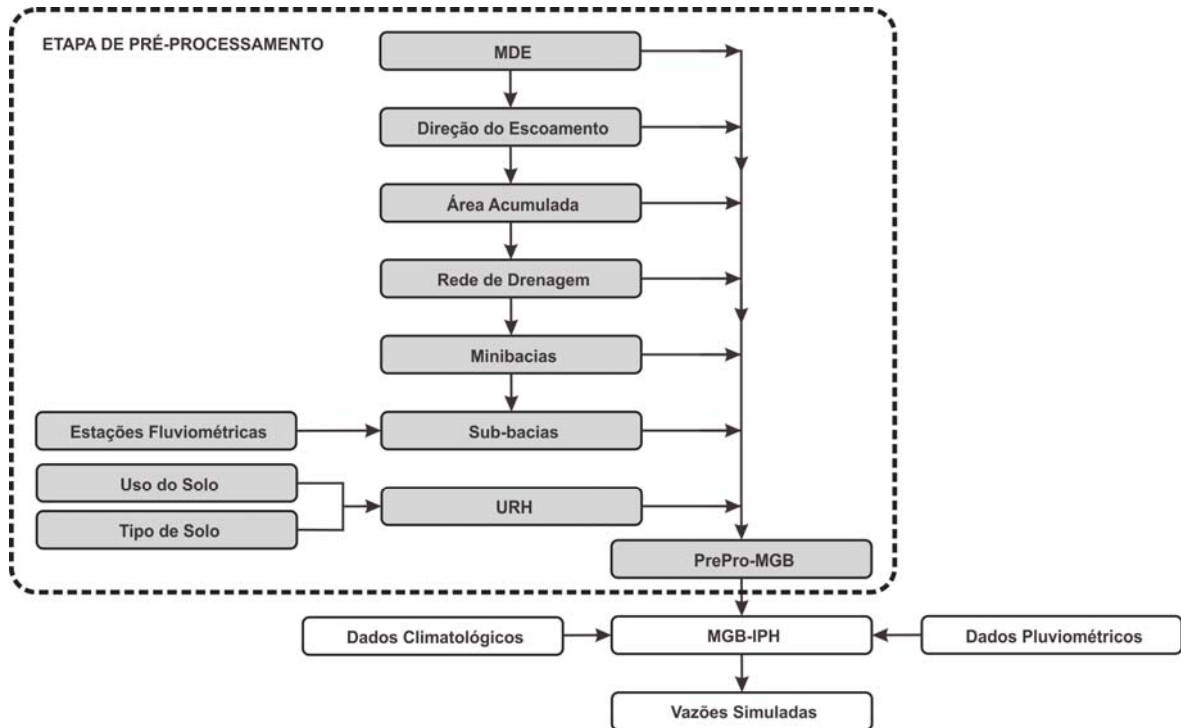 ETAPA DE PRÉ-PROCESSAMENTO
MDE
Direção do Escoamento
Área Acumulada
Rede de Drenagem
Minibacias
Estações Fluviométricas
Sub-bacias
Uso do Solo
URH
Tipo de Solo
PrePro-MGB
Dados Climatológicos
MGB-IPH
Dados Pluviométricos
Vazões Simuladas